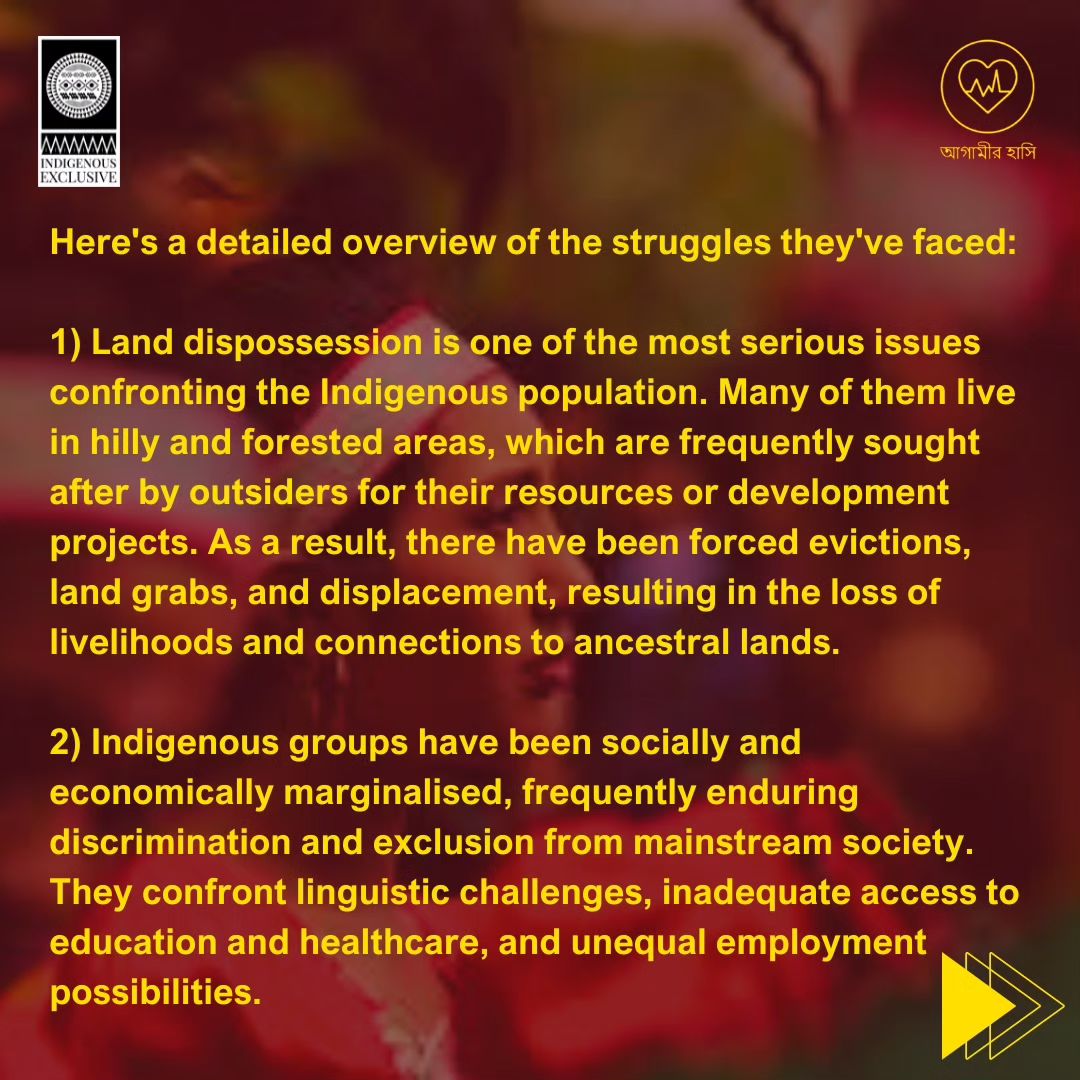 INDIGENOUS
EXCLUSIVE
আগামীর হাসি
Here's a detailed overview of the struggles they've faced:
1) Land dispossession is one of the most serious issues
confronting the Indigenous population. Many of them live
in hilly and forested areas, which are frequently sought
after by outsiders for their resources or development
projects. As a result, there have been forced evictions,
land grabs, and displacement, resulting in the loss of
livelihoods and connections to ancestral lands.
2) Indigenous groups have been socially and
economically marginalised, frequently enduring
discrimination and exclusion from mainstream society.
They confront linguistic challenges, inadequate access to
education and healthcare, and unequal employment
possibilities.